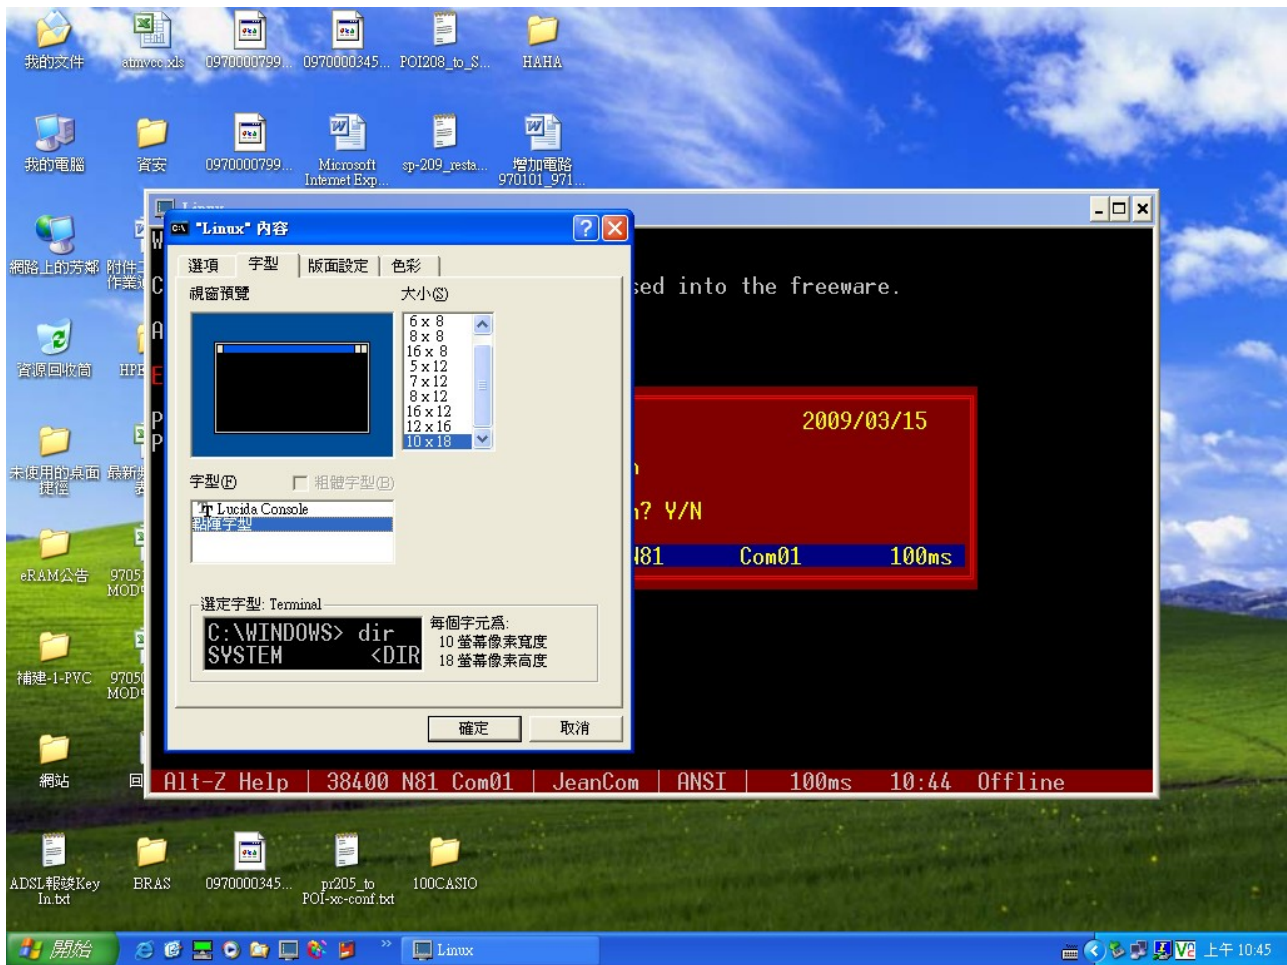 我的文件
atmvcc.xls
0970000799...
0970000345...
POI208_to_S...
HAHA
我的電腦
資安
0970000799...
Microsoft
Internet Exp...
sp-209_resta...
增加電路
970101_971...
網路上的芳鄰
資源回收筒
未使用的桌面
捷徑
eRAM公告
9705
MOD
補建-1-PVC
9705
MOD
網站
回
ADSL報竣Key
In.txt
BRAS
0970000345...
pr205_to
POI-xc-conf.txt
100CASIO
Linux
"Linux" 內容
選項
字型
版面設定
色彩
視窗預覽
大小(S)
6 x 8
8 x 8
16 x 8
5 x 12
7 x 12
8 x 12
16 x 12
12 x 16
10 x 18
字型(F)
粗體字型(B)
Lucida Console
點陣字型
選定字型: Terminal
C:\WINDOWS> dir
SYSTEM <DIR
每個字元為:
10 螢幕像素寬度
18 螢幕像素高度
確定
取消
sed into the freeware.
2009/03/15
n? Y/N
N81 Com01 100ms
Alt-Z Help | 38400 N81 Com01 | JeanCom | ANSI | 100ms 10:44 Offline
開始
Linux
上午 10:45